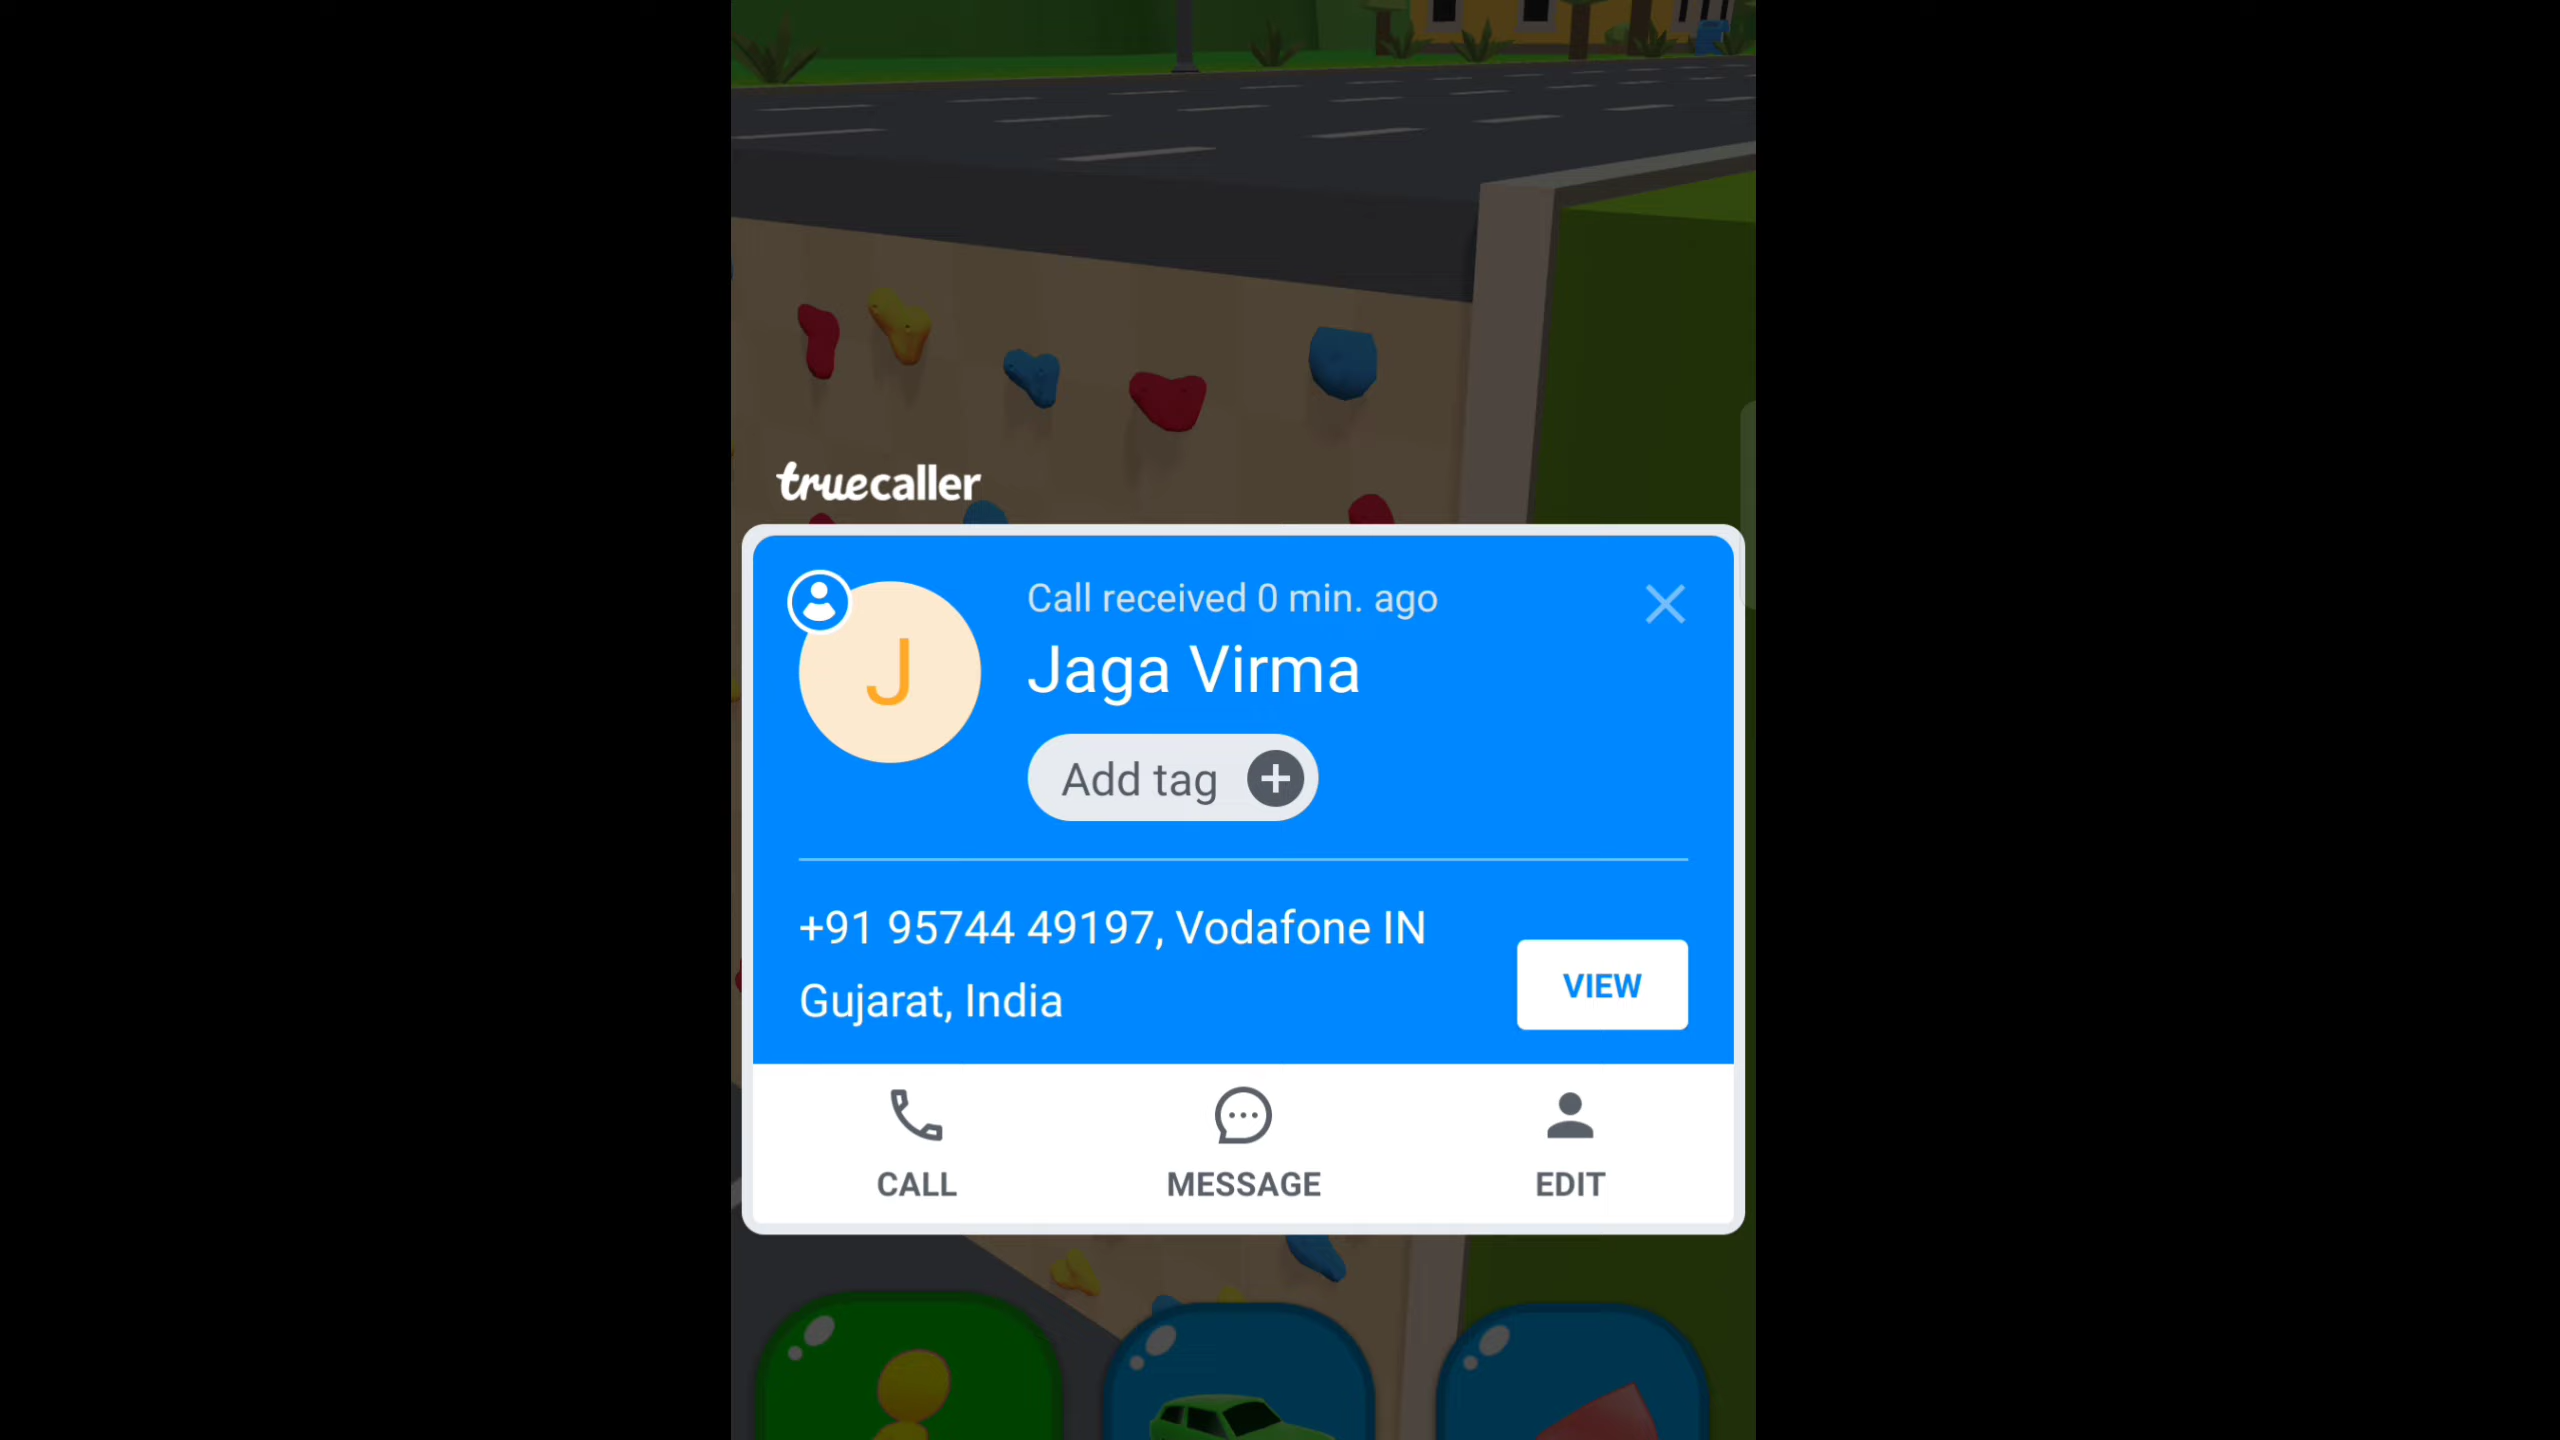 truecaller
Call received 0 min. ago
J
Jaga Virma
Add tag
+91 95744 49197, Vodafone IN
Gujarat, India
VIEW
CALL
MESSAGE
EDIT